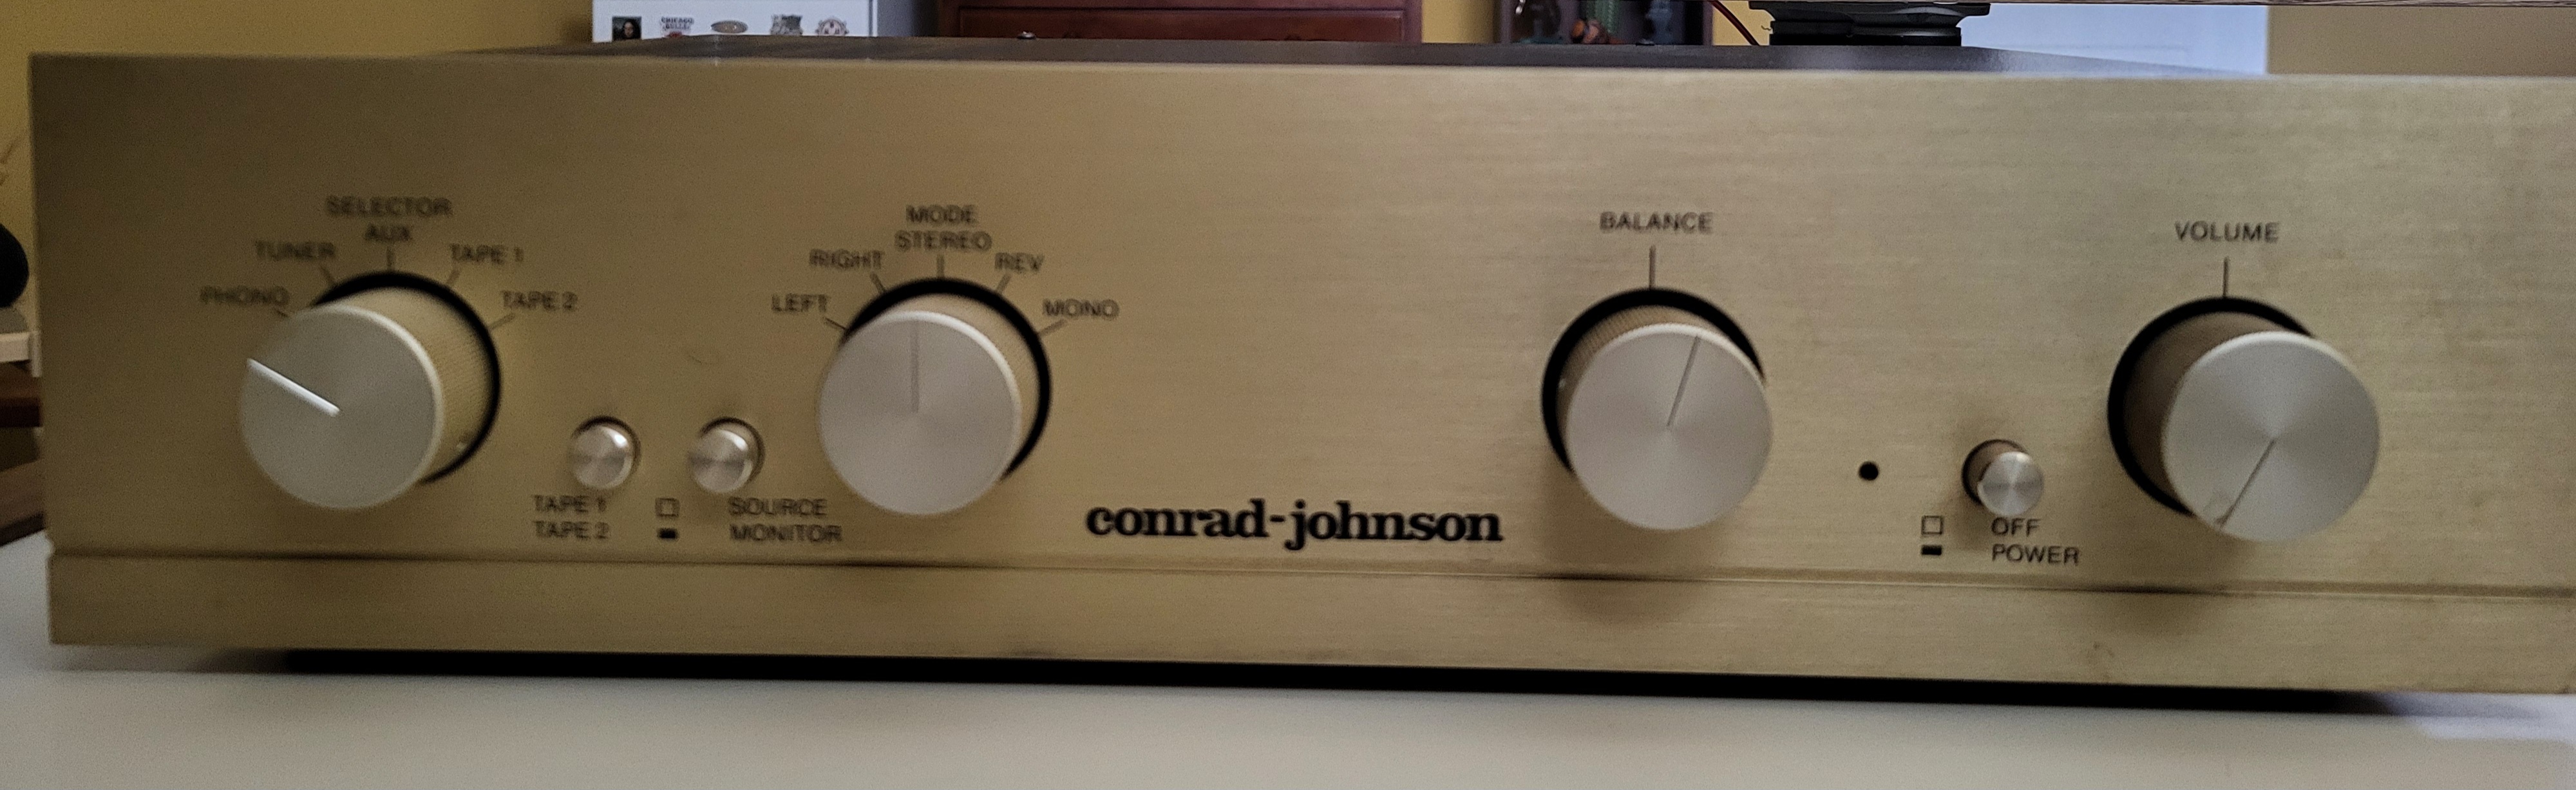 SELECTOR
AUX
TUNER
TAPE 1
PHONO
TAPE 2
TAPE 1
TAPE 2
SOURCE
MONITOR
MODE
STEREO
RIGHT
REV
LEFT
MONO
conrad-johnson
BALANCE
OFF
POWER
VOLUME